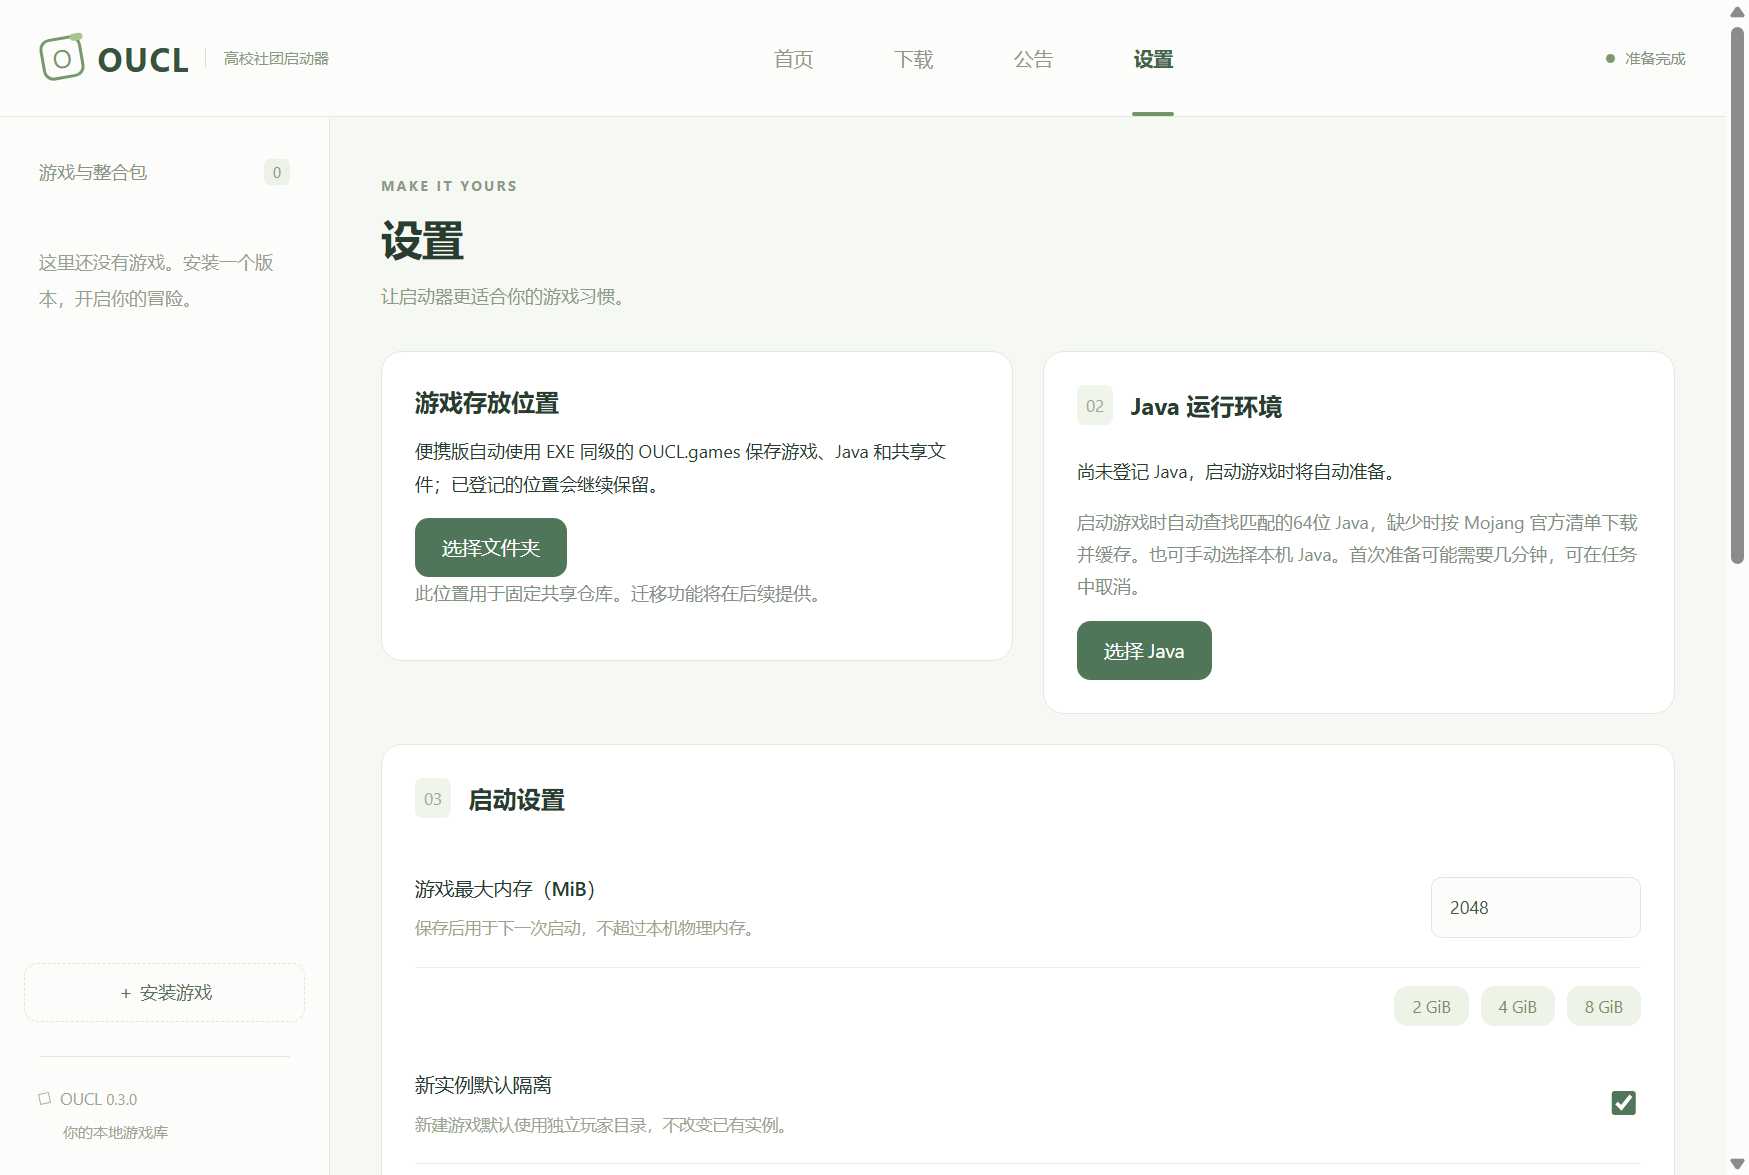 O OUCL 高校社团启动器 首页 下载 公告 设置 准备完成
游戏与整合包 0
这里还没有游戏。安装一个版
本，开启你的冒险。
+ 安装游戏
OUCL 0.3.0
你的本地游戏库
MAKE IT YOURS
设置
让启动器更适合你的游戏习惯。
游戏存放位置
便携版自动使用 EXE 同级的 OUCL.games 保存游戏、Java 和共享文
件；已登记的位置会继续保留。
选择文件夹
此位置用于固定共享仓库。迁移功能将在后续提供。
02 Java 运行环境
尚未登记 Java，启动游戏时将自动准备。
启动游戏时自动查找匹配的64位 Java，缺少时按 Mojang 官方清单下载
并缓存。也可手动选择本机 Java。首次准备可能需要几分钟，可在任务
中取消。
选择 Java
03 启动设置
游戏最大内存（MiB）
保存后用于下一次启动，不超过本机物理内存。
2048
2 GiB 4 GiB 8 GiB
新实例默认隔离
新建游戏默认使用独立玩家目录，不改变已有实例。